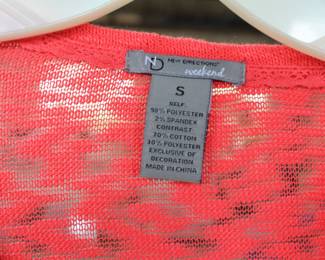 ND NEW DIRECTIONS
weekend
S
SELF:
98% POLYESTER
2% SPANDEX
CONTRAST:
70% COTTON
30% POLYESTER
EXCLUSIVE OF
DECORATION
MADE IN CHINA